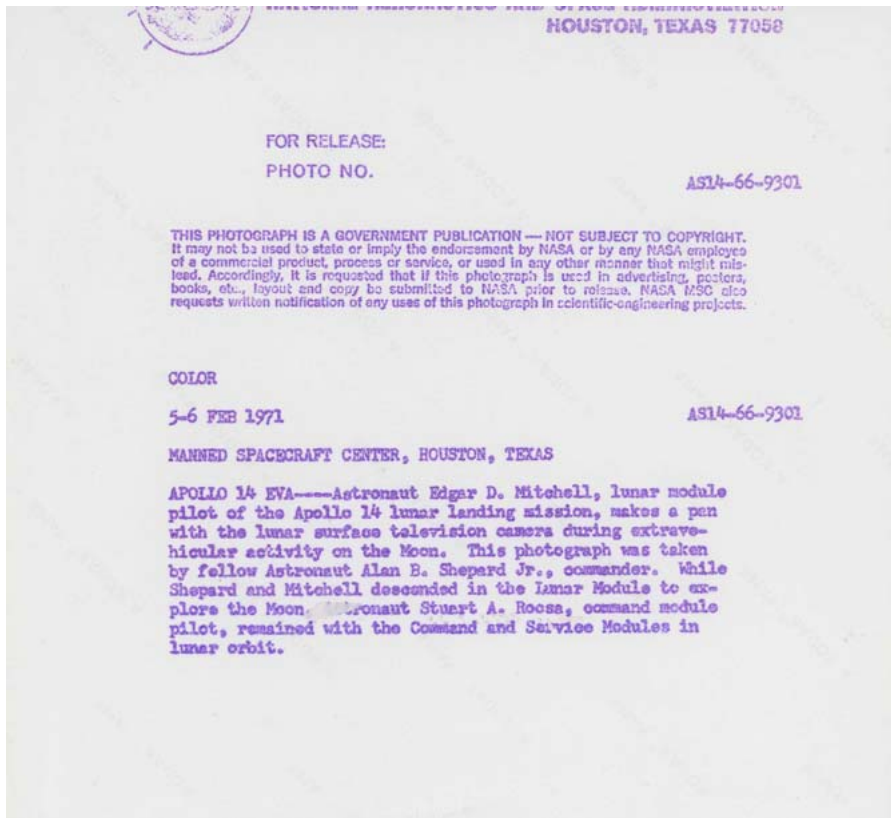 NATIONAL AERONAUTICS AND SPACE ADMINISTRATION
HOUSTON, TEXAS 77058
FOR RELEASE:
PHOTO NO.
AS14-66-9301
THIS PHOTOGRAPH IS A GOVERNMENT PUBLICATION — NOT SUBJECT TO COPYRIGHT.
It may not be used to state or imply the endorsement by NASA or by any NASA employee
of a commercial product, process or service, or used in any other manner that might mis-
lead. Accordingly, it is requested that if this photograph is used in advertising, posters,
books, etc., layout and copy be submitted to NASA prior to release. NASA MSC also
requests written notification of any uses of this photograph in scientific-engineering projects.
COLOR
5-6 FEB 1971 AS14-66-9301
MANNED SPACECRAFT CENTER, HOUSTON, TEXAS
APOLLO 14 EVA----Astronaut Edgar D. Mitchell, lunar module
pilot of the Apollo 14 lunar landing mission, makes a pan
with the lunar surface television camera during extrave-
hicular activity on the Moon. This photograph was taken
by fellow Astronaut Alan B. Shepard Jr., commander. While
Shepard and Mitchell descended in the Lunar Module to ex-
plore the Moon, tronaut Stuart A. Roosa, command module
pilot, remained with the Command and Service Modules in
lunar orbit.